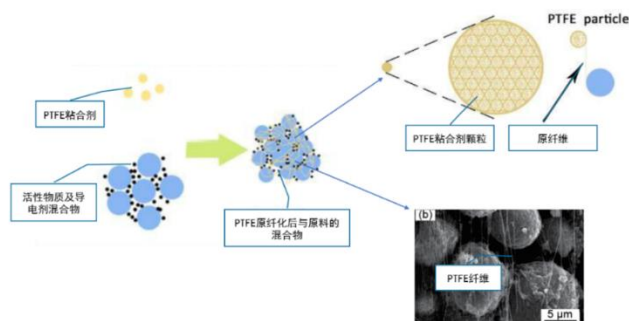 PTFE particle
PTFE粘合剂
PTFE粘合剂颗粒
原纤维
活性物质及导
电剂混合物
PTFE原纤化后与原料的
混合物
(b)
PTFE纤维
5 μm